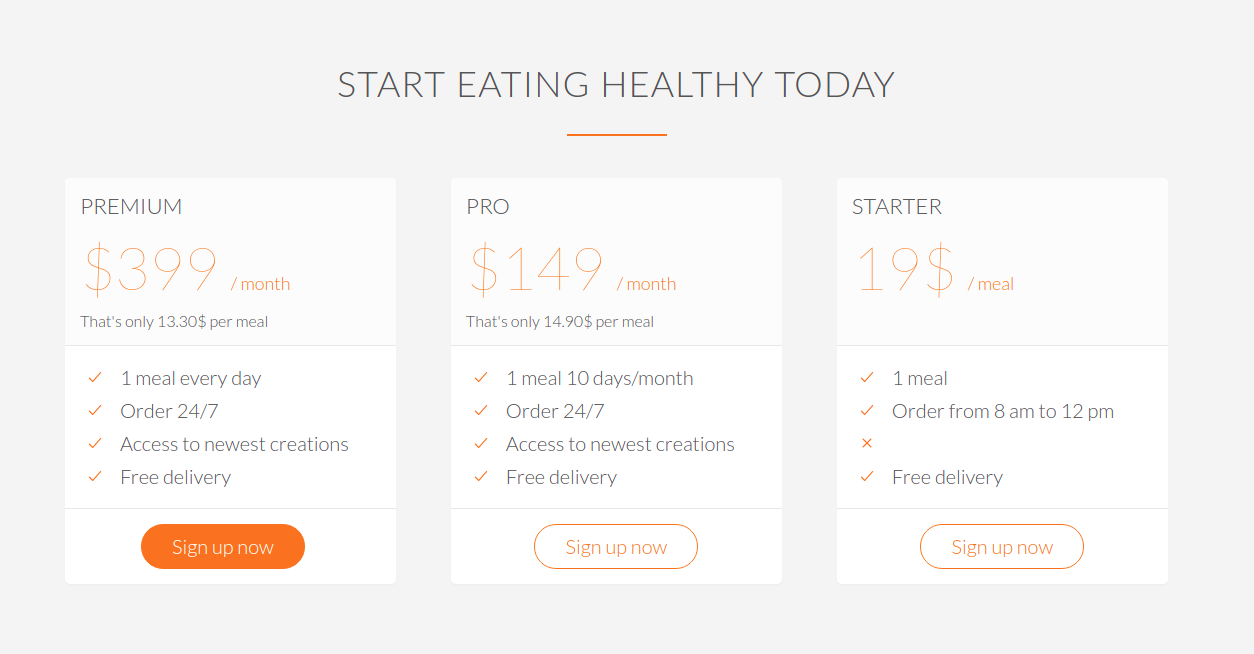 START EATING HEALTHY TODAY
PREMIUM
$399 / month
That's only 13.30$ per meal
1 meal every day
Order 24/7
Access to newest creations
Free delivery
Sign up now
PRO
$149 / month
That's only 14.90$ per meal
1 meal 10 days/month
Order 24/7
Access to newest creations
Free delivery
Sign up now
STARTER
19$ / meal
1 meal
Order from 8 am to 12 pm
Free delivery
Sign up now